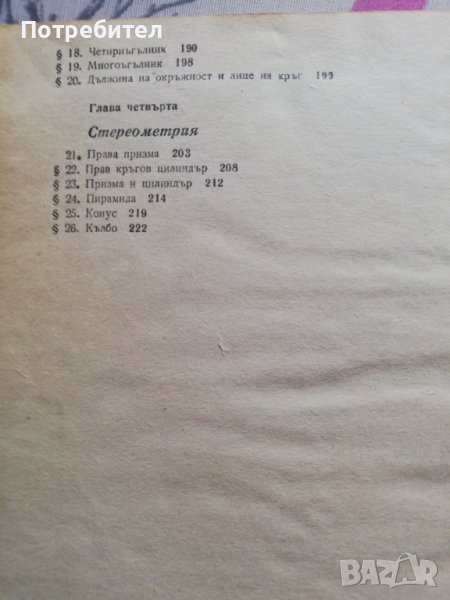 Потребител
§ 18. Четириъгълник 190
§ 19. Многоъгълник 198
§ 20. Дължина на окръжност и лице на кръг 199
Глава четвърта
Стереометрия
21. Права призма 203
§ 22. Прав кръгов цилиндър 208
§ 23. Призма и цилиндър 212
§ 24. Пирамида 214
§ 25. Конус 219
§ 26. Кълбо 222
BAZAR